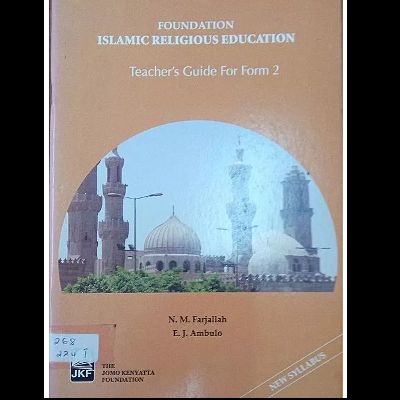 FOUNDATION
ISLAMIC RELIGIOUS EDUCATION
Teacher's Guide For Form 2
N. M. Farjallah
E. J. Ambulo
268
224 I
JKF
THE
JOMO KENYATTA
FOUNDATION
NEW SYLLABUS